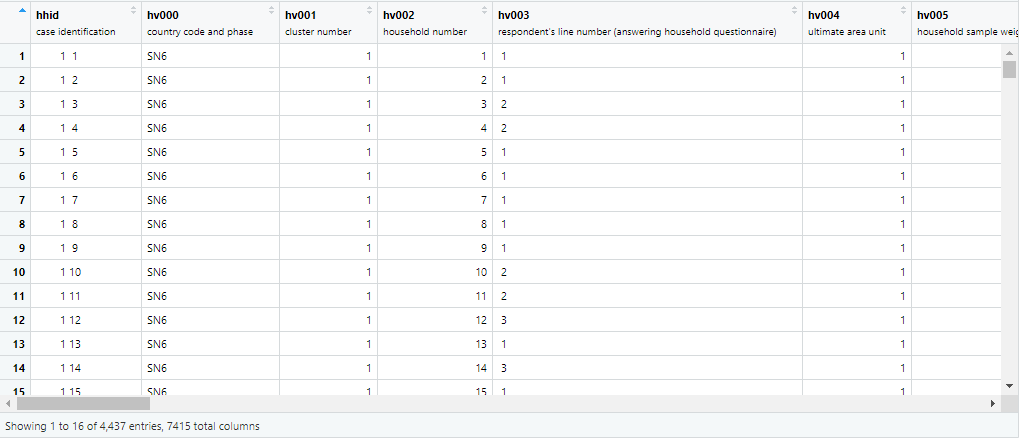 hhid hv000 hv001 hv002 hv003 hv004 hv005
case identification country code and phase cluster number household number respondent's line number (answering household questionnaire) ultimate area unit household sample weig
1 1 1 SN6 1 1 1 1
2 1 2 SN6 1 2 1 1
3 1 3 SN6 1 3 2 1
4 1 4 SN6 1 4 2 1
5 1 5 SN6 1 5 1 1
6 1 6 SN6 1 6 1 1
7 1 7 SN6 1 7 1 1
8 1 8 SN6 1 8 1 1
9 1 9 SN6 1 9 1 1
10 1 10 SN6 1 10 2 1
11 1 11 SN6 1 11 2 1
12 1 12 SN6 1 12 3 1
13 1 13 SN6 1 13 1 1
14 1 14 SN6 1 14 3 1
15 1 15 SN6 1 15 1 1
Showing 1 to 16 of 4,437 entries, 7415 total columns